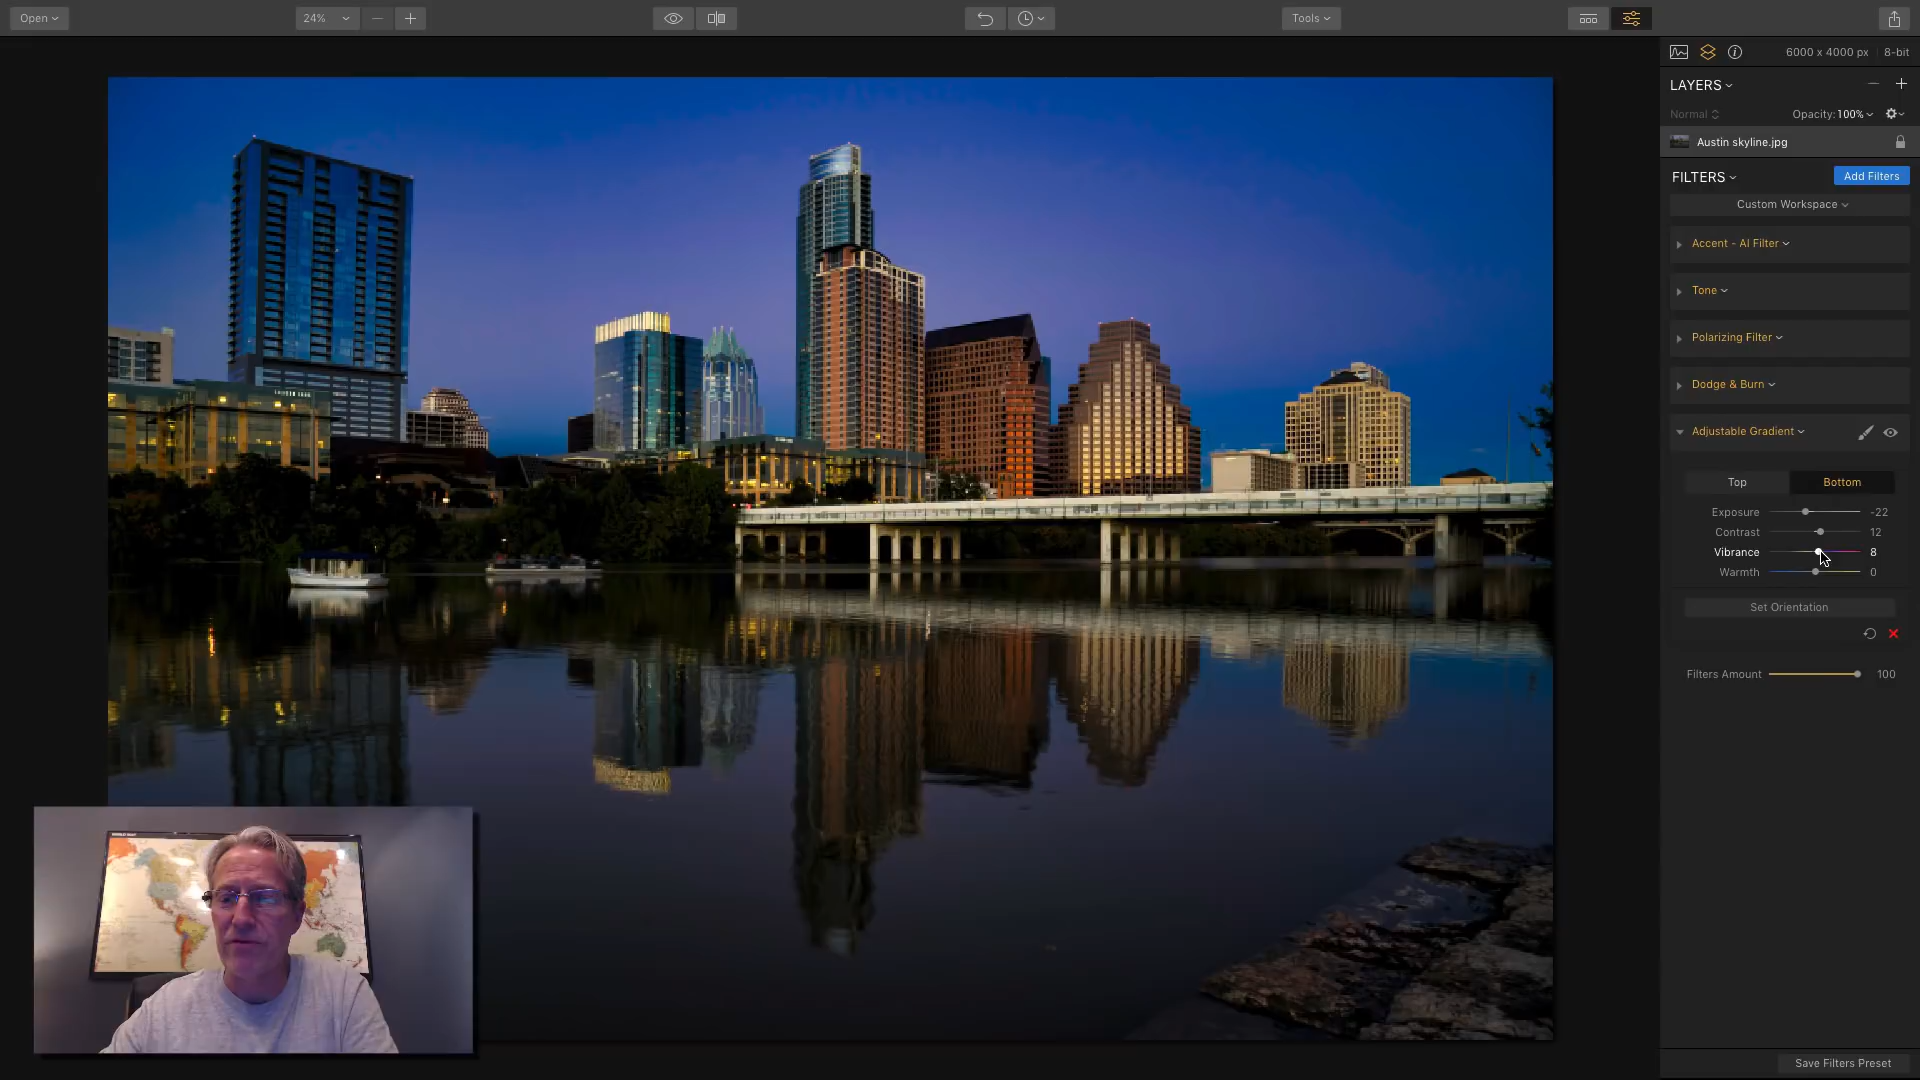 Open
24%
Tools
6000 x 4000 px 8-bit
LAYERS
Normal Opacity: 100%
Austin skyline.jpg
FILTERS Add Filters
Custom Workspace
Accent - AI Filter
Tone
Polarizing Filter
Dodge & Burn
Adjustable Gradient
Top Bottom
Exposure -22
Contrast 12
Vibrance 8
Warmth 0
Set Orientation
Filters Amount 100
Save Filters Preset